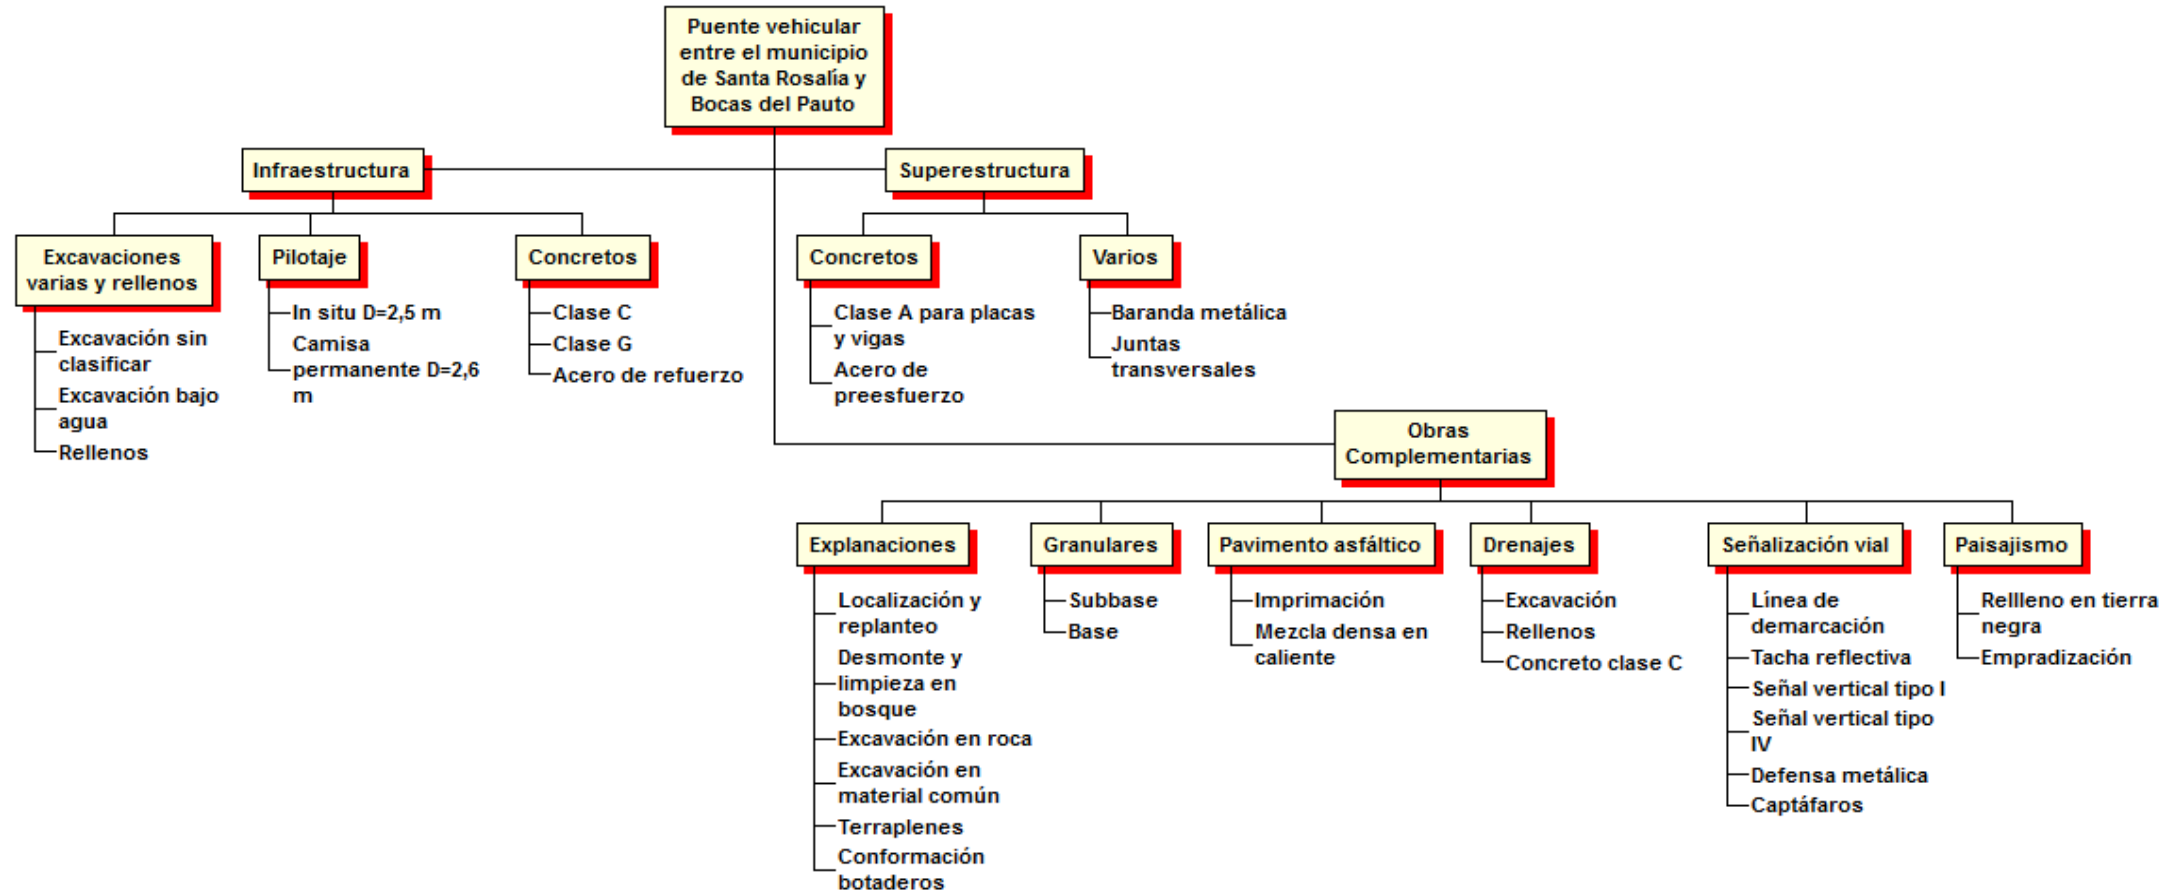 Puente vehicular
entre el municipio
de Santa Rosalía y
Bocas del Pauto
Infraestructura
Superestructura
Excavaciones
varias y rellenos
Excavación sin
clasificar
Excavación bajo
agua
Rellenos
Pilotaje
In situ D=2,5 m
Camisa
permanente D=2,6
m
Concretos
Clase C
Clase G
Acero de refuerzo
Concretos
Clase A para placas
y vigas
Acero de
preesfuerzo
Varios
Baranda metálica
Juntas
transversales
Obras
Complementarias
Explanaciones
Localización y
replanteo
Desmonte y
limpieza en
bosque
Excavación en roca
Excavación en
material común
Terraplenes
Conformación
botaderos
Granulares
Subbase
Base
Pavimento asfáltico
Imprimación
Mezcla densa en
caliente
Drenajes
Excavación
Rellenos
Concreto clase C
Señalización vial
Línea de
demarcación
Tacha reflectiva
Señal vertical tipo I
Señal vertical tipo
IV
Defensa metálica
Captáfaros
Paisajismo
Rellleno en tierra
negra
Empradización